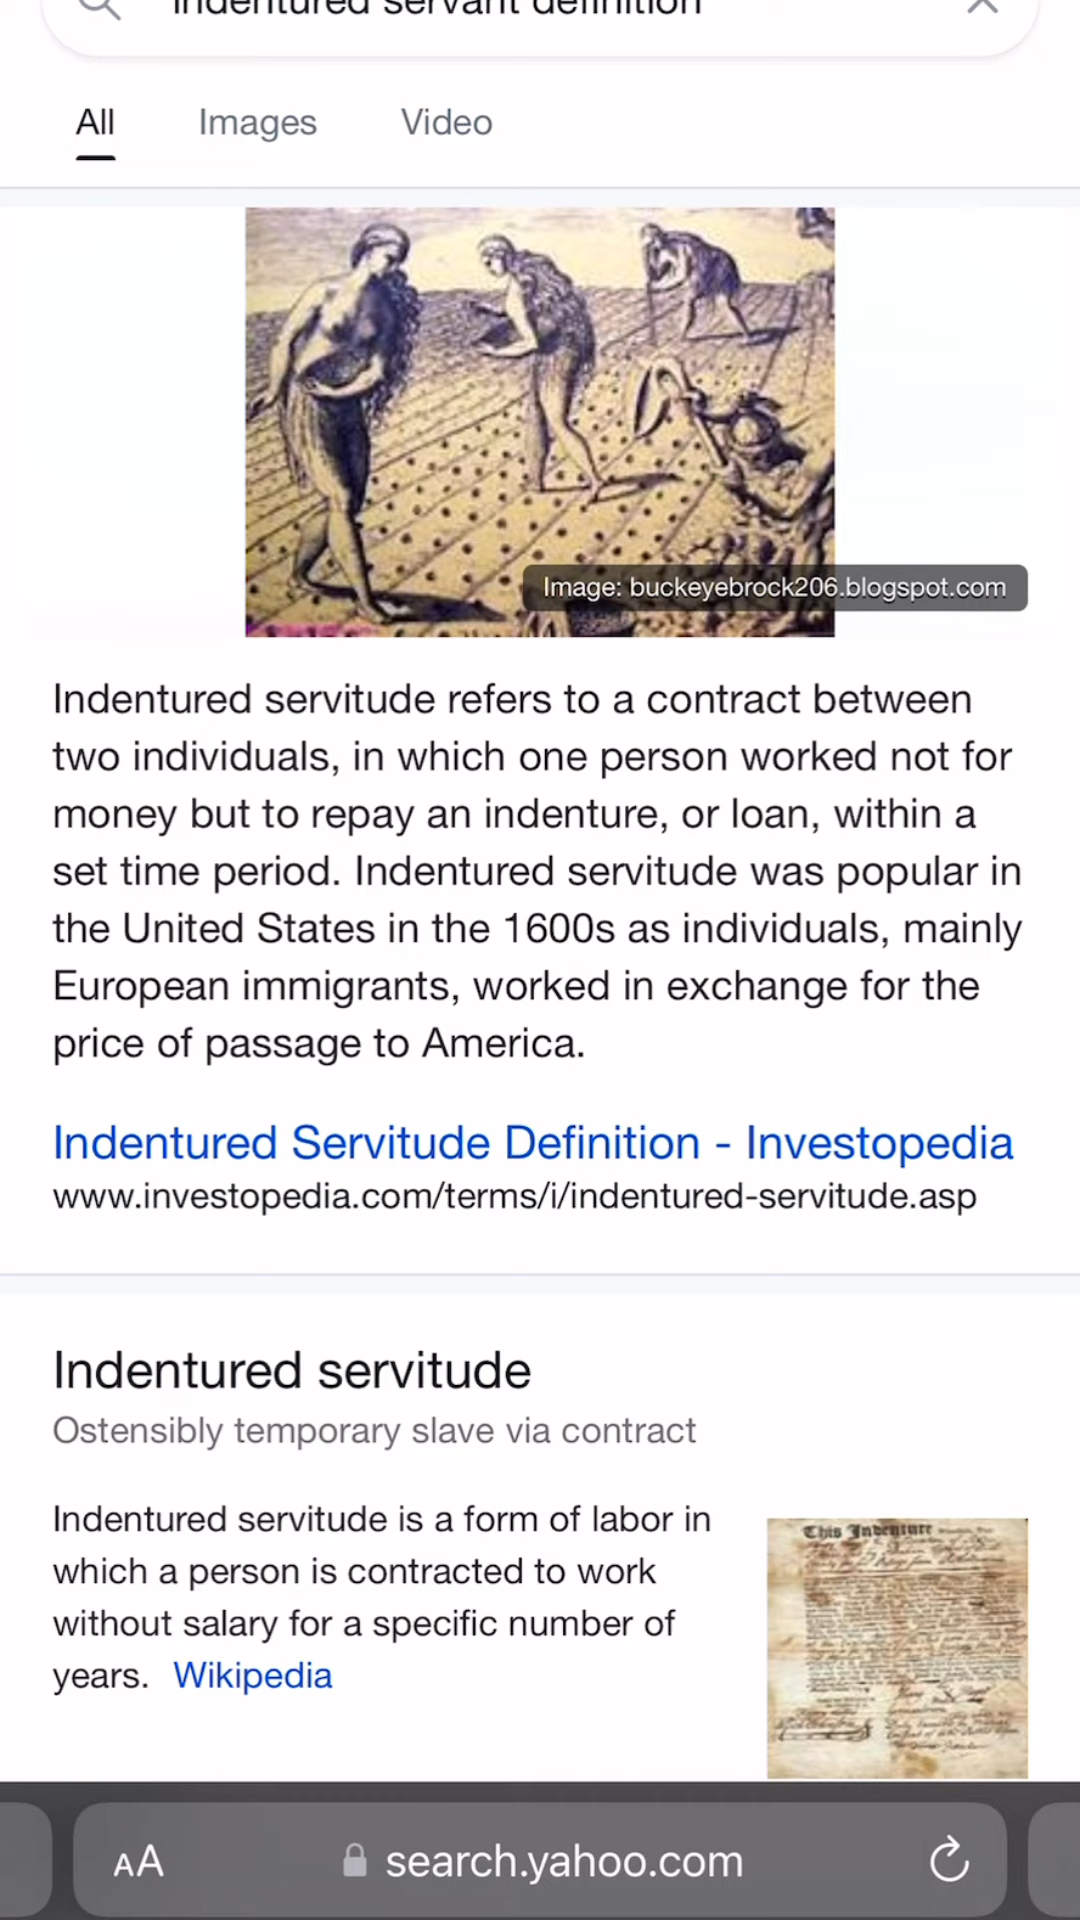 indentured servant definition
All Images Video
Image: buckeyebrock206.blogspot.com
Indentured servitude refers to a contract between
two individuals, in which one person worked not for
money but to repay an indenture, or loan, within a
set time period. Indentured servitude was popular in
the United States in the 1600s as individuals, mainly
European immigrants, worked in exchange for the
price of passage to America.
Indentured Servitude Definition - Investopedia
www.investopedia.com/terms/i/indentured-servitude.asp
Indentured servitude
Ostensibly temporary slave via contract
Indentured servitude is a form of labor in
which a person is contracted to work
without salary for a specific number of
years. Wikipedia
This Indenture
AA search.yahoo.com